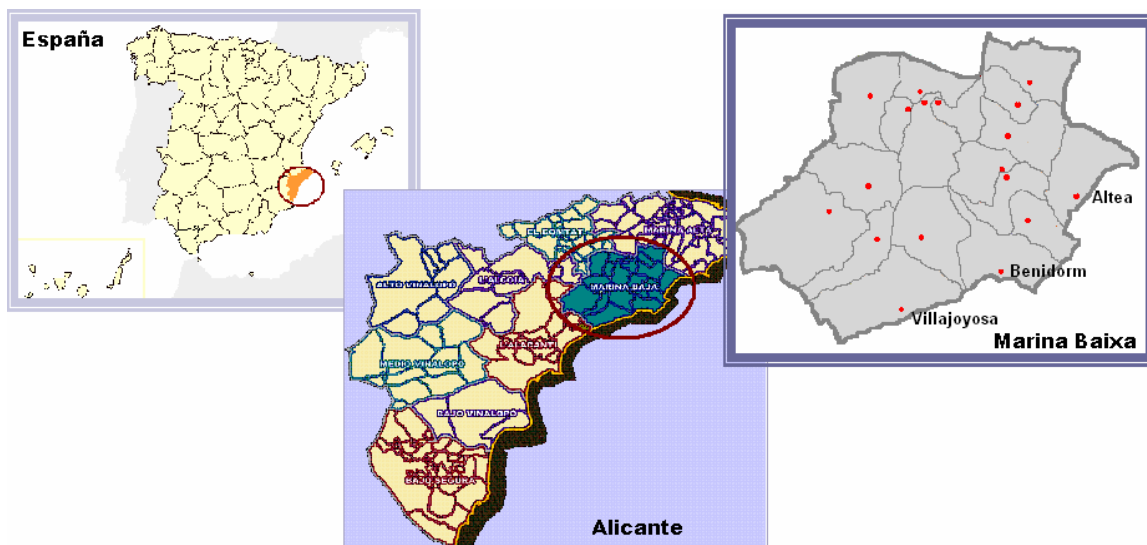 España
EL COMTAT
MARINA ALTA
L'ALCOIÀ
ALTO VINALOPÓ
MARINA BAJA
L'ALACANTÍ
MEDIO VINALOPÓ
BAJO VINALOPÓ
BAJO SEGURA
Alicante
Altea
Benidorm
Villajoyosa
Marina Baixa